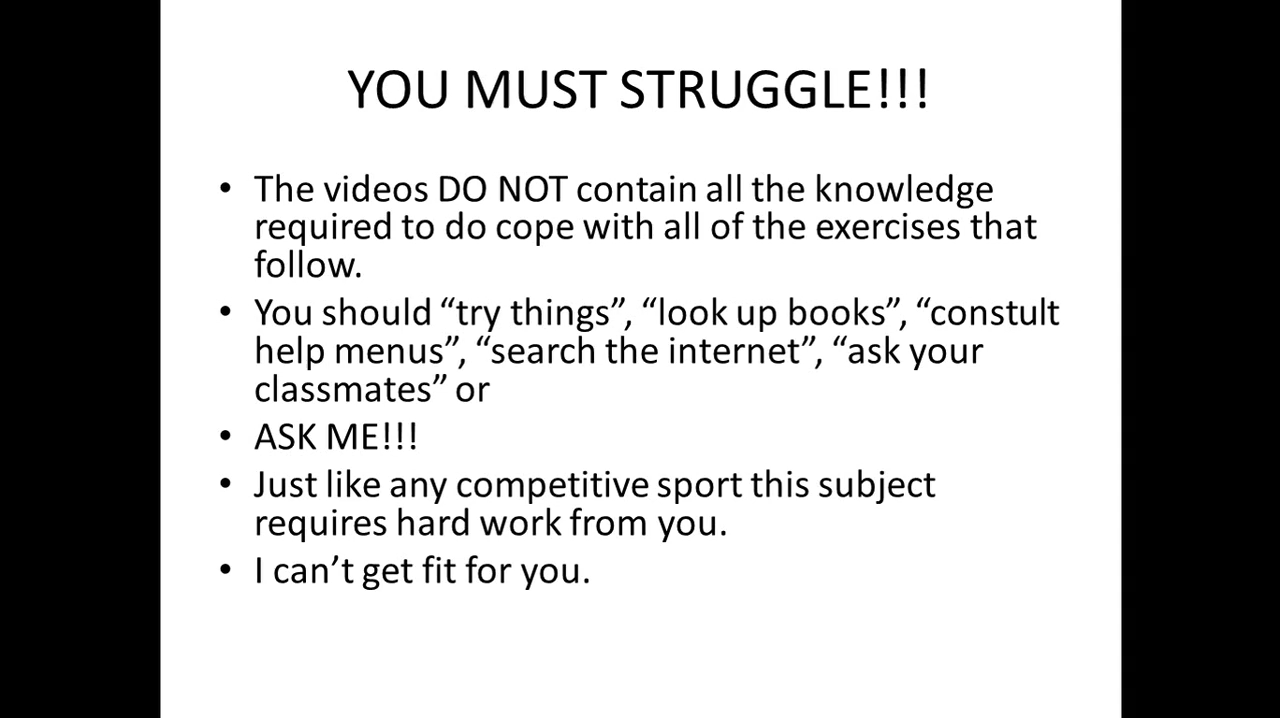 YOU MUST STRUGGLE!!!
• The videos DO NOT contain all the knowledge
required to do cope with all of the exercises that
follow.
• You should “try things”, “look up books”, “constult
help menus”, “search the internet”, “ask your
classmates” or
• ASK ME!!!
• Just like any competitive sport this subject
requires hard work from you.
• I can’t get fit for you.